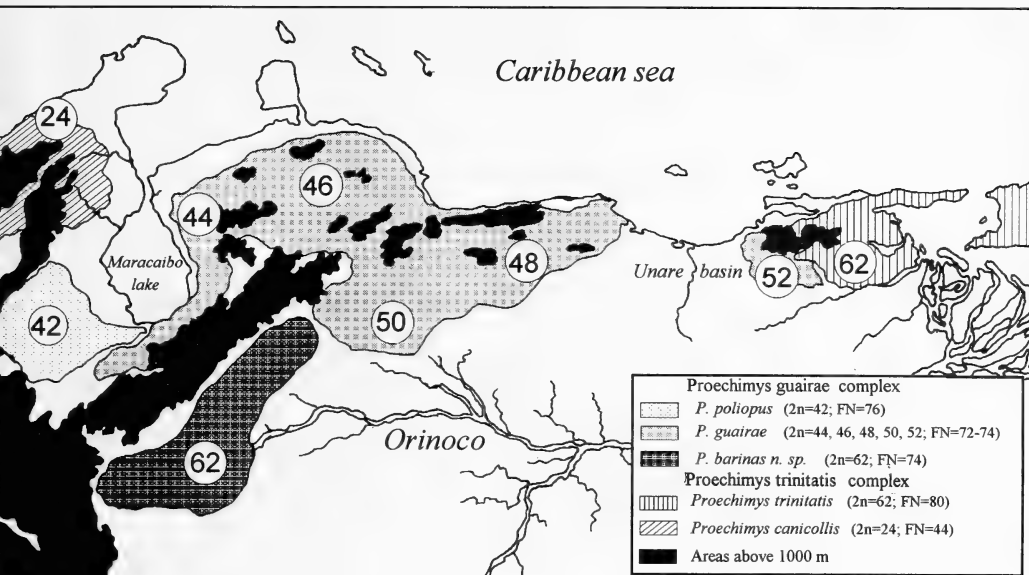 Caribbean sea
24
46
44
Maracaibo
lake
48
Unare basin
52
62
42
50
62
Orinoco
Proechimys guairae complex
P. poliopus (2n=42; FN=76)
P. guairae (2n=44, 46, 48, 50, 52; FN=72-74)
P. barinas n. sp. (2n=62; FN=74)
Proechimys trinitatis complex
Proechimys trinitatis (2n=62; FN=80)
Proechimys canicollis (2n=24; FN=44)
Areas above 1000 m